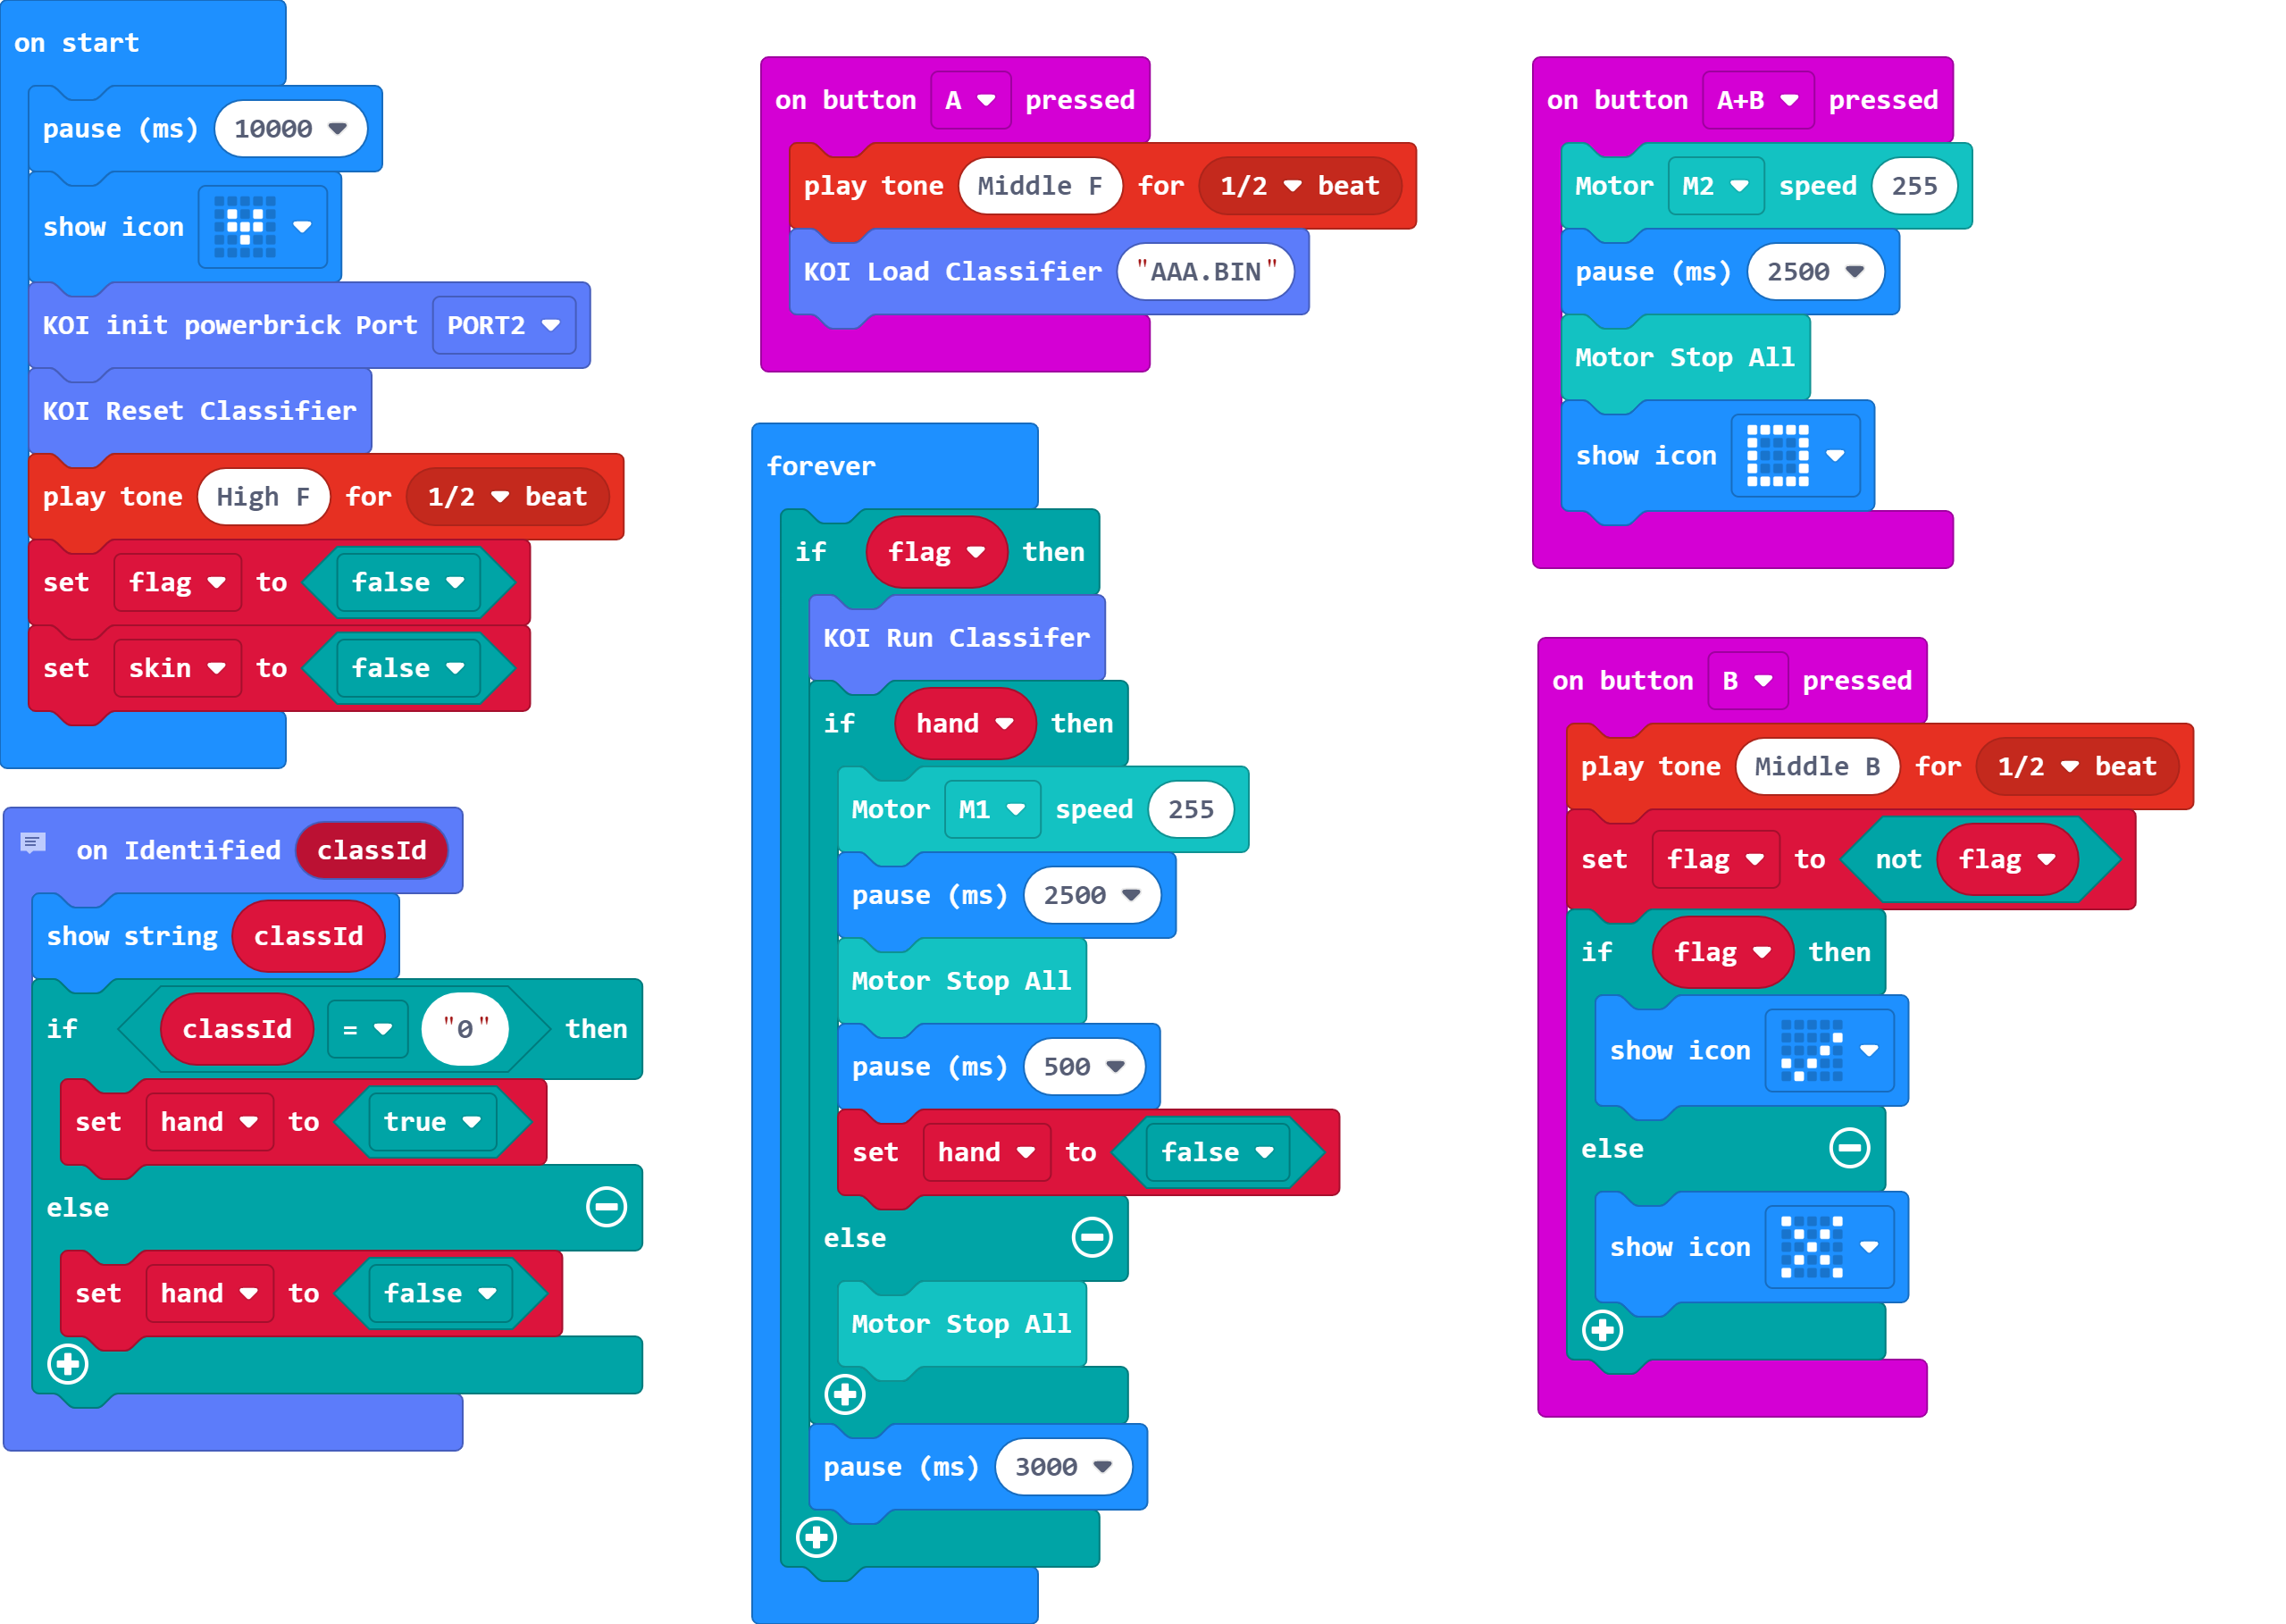 on start
pause (ms) 10000
show icon
KOI init powerbrick Port PORT2
KOI Reset Classifier
play tone High F for 1/2 beat
set flag to false
set skin to false
on Identified classId
show string classId
if classId = "0" then
set hand to true
else
set hand to false
on button A pressed
play tone Middle F for 1/2 beat
KOI Load Classifier "AAA.BIN"
forever
if flag then
KOI Run Classifer
if hand then
Motor M1 speed 255
pause (ms) 2500
Motor Stop All
pause (ms) 500
set hand to false
else
Motor Stop All
pause (ms) 3000
on button A+B pressed
Motor M2 speed 255
pause (ms) 2500
Motor Stop All
show icon
on button B pressed
play tone Middle B for 1/2 beat
set flag to not flag
if flag then
show icon
else
show icon